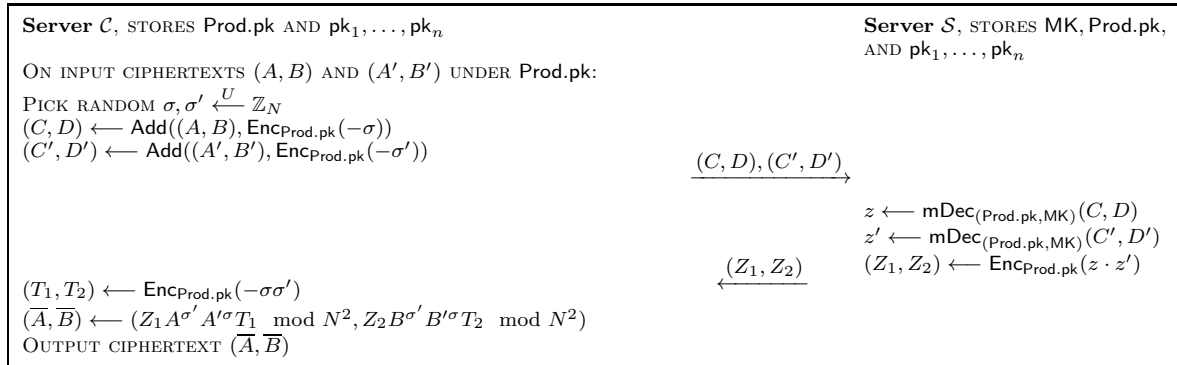 Server 𝒞, STORES Prod.pk AND pk₁, …, pkₙ
Server 𝒮, STORES MK, Prod.pk,
AND pk₁, …, pkₙ
ON INPUT CIPHERTEXTS (A, B) AND (A′, B′) UNDER Prod.pk:
PICK RANDOM σ, σ′ ←U ℤ_N
(C, D) ⟵ Add((A, B), Enc_Prod.pk(−σ))
(C′, D′) ⟵ Add((A′, B′), Enc_Prod.pk(−σ′))
(C, D), (C′, D′)
z ⟵ mDec_(Prod.pk,MK)(C, D)
z′ ⟵ mDec_(Prod.pk,MK)(C′, D′)
(Z₁, Z₂) ⟵ Enc_Prod.pk(z · z′)
(Z₁, Z₂)
(T₁, T₂) ⟵ Enc_Prod.pk(−σσ′)
(A̅, B̅) ⟵ (Z₁A^σ′ A′^σ T₁ mod N², Z₂B^σ′ B′^σ T₂ mod N²)
OUTPUT CIPHERTEXT (A̅, B̅)